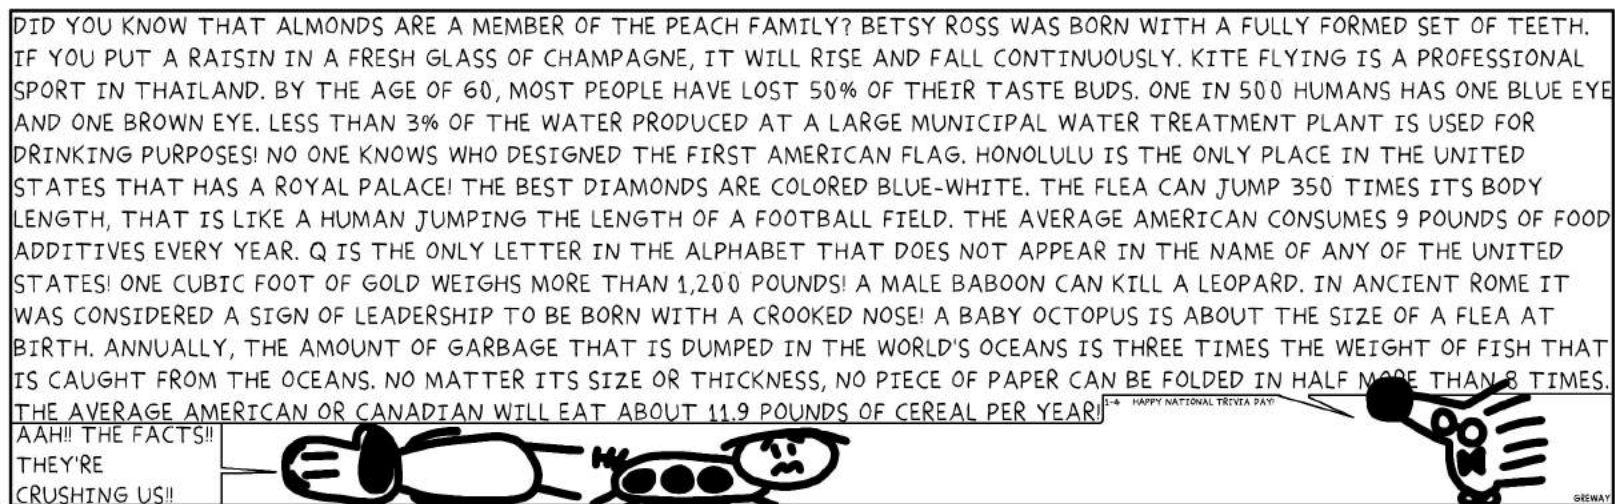 DID YOU KNOW THAT ALMONDS ARE A MEMBER OF THE PEACH FAMILY? BETSY ROSS WAS BORN WITH A FULLY FORMED SET OF TEETH.
IF YOU PUT A RAISIN IN A FRESH GLASS OF CHAMPAGNE, IT WILL RISE AND FALL CONTINUOUSLY. KITE FLYING IS A PROFESSIONAL
SPORT IN THAILAND. BY THE AGE OF 60, MOST PEOPLE HAVE LOST 50% OF THEIR TASTE BUDS. ONE IN 500 HUMANS HAS ONE BLUE EYE
AND ONE BROWN EYE. LESS THAN 3% OF THE WATER PRODUCED AT A LARGE MUNICIPAL WATER TREATMENT PLANT IS USED FOR
DRINKING PURPOSES! NO ONE KNOWS WHO DESIGNED THE FIRST AMERICAN FLAG. HONOLULU IS THE ONLY PLACE IN THE UNITED
STATES THAT HAS A ROYAL PALACE! THE BEST DIAMONDS ARE COLORED BLUE-WHITE. THE FLEA CAN JUMP 350 TIMES ITS BODY
LENGTH, THAT IS LIKE A HUMAN JUMPING THE LENGTH OF A FOOTBALL FIELD. THE AVERAGE AMERICAN CONSUMES 9 POUNDS OF FOOD
ADDITIVES EVERY YEAR. Q IS THE ONLY LETTER IN THE ALPHABET THAT DOES NOT APPEAR IN THE NAME OF ANY OF THE UNITED
STATES! ONE CUBIC FOOT OF GOLD WEIGHS MORE THAN 1,200 POUNDS! A MALE BABOON CAN KILL A LEOPARD. IN ANCIENT ROME IT
WAS CONSIDERED A SIGN OF LEADERSHIP TO BE BORN WITH A CROOKED NOSE! A BABY OCTOPUS IS ABOUT THE SIZE OF A FLEA AT
BIRTH. ANNUALLY, THE AMOUNT OF GARBAGE THAT IS DUMPED IN THE WORLD'S OCEANS IS THREE TIMES THE WEIGHT OF FISH THAT
IS CAUGHT FROM THE OCEANS. NO MATTER ITS SIZE OR THICKNESS, NO PIECE OF PAPER CAN BE FOLDED IN HALF MORE THAN 8 TIMES.
THE AVERAGE AMERICAN OR CANADIAN WILL EAT ABOUT 11.9 POUNDS OF CEREAL PER YEAR!
1-4 HAPPY NATIONAL TRIVIA DAY!
AAH!! THE FACTS!!
THEY'RE
CRUSHING US!!
GREWAY